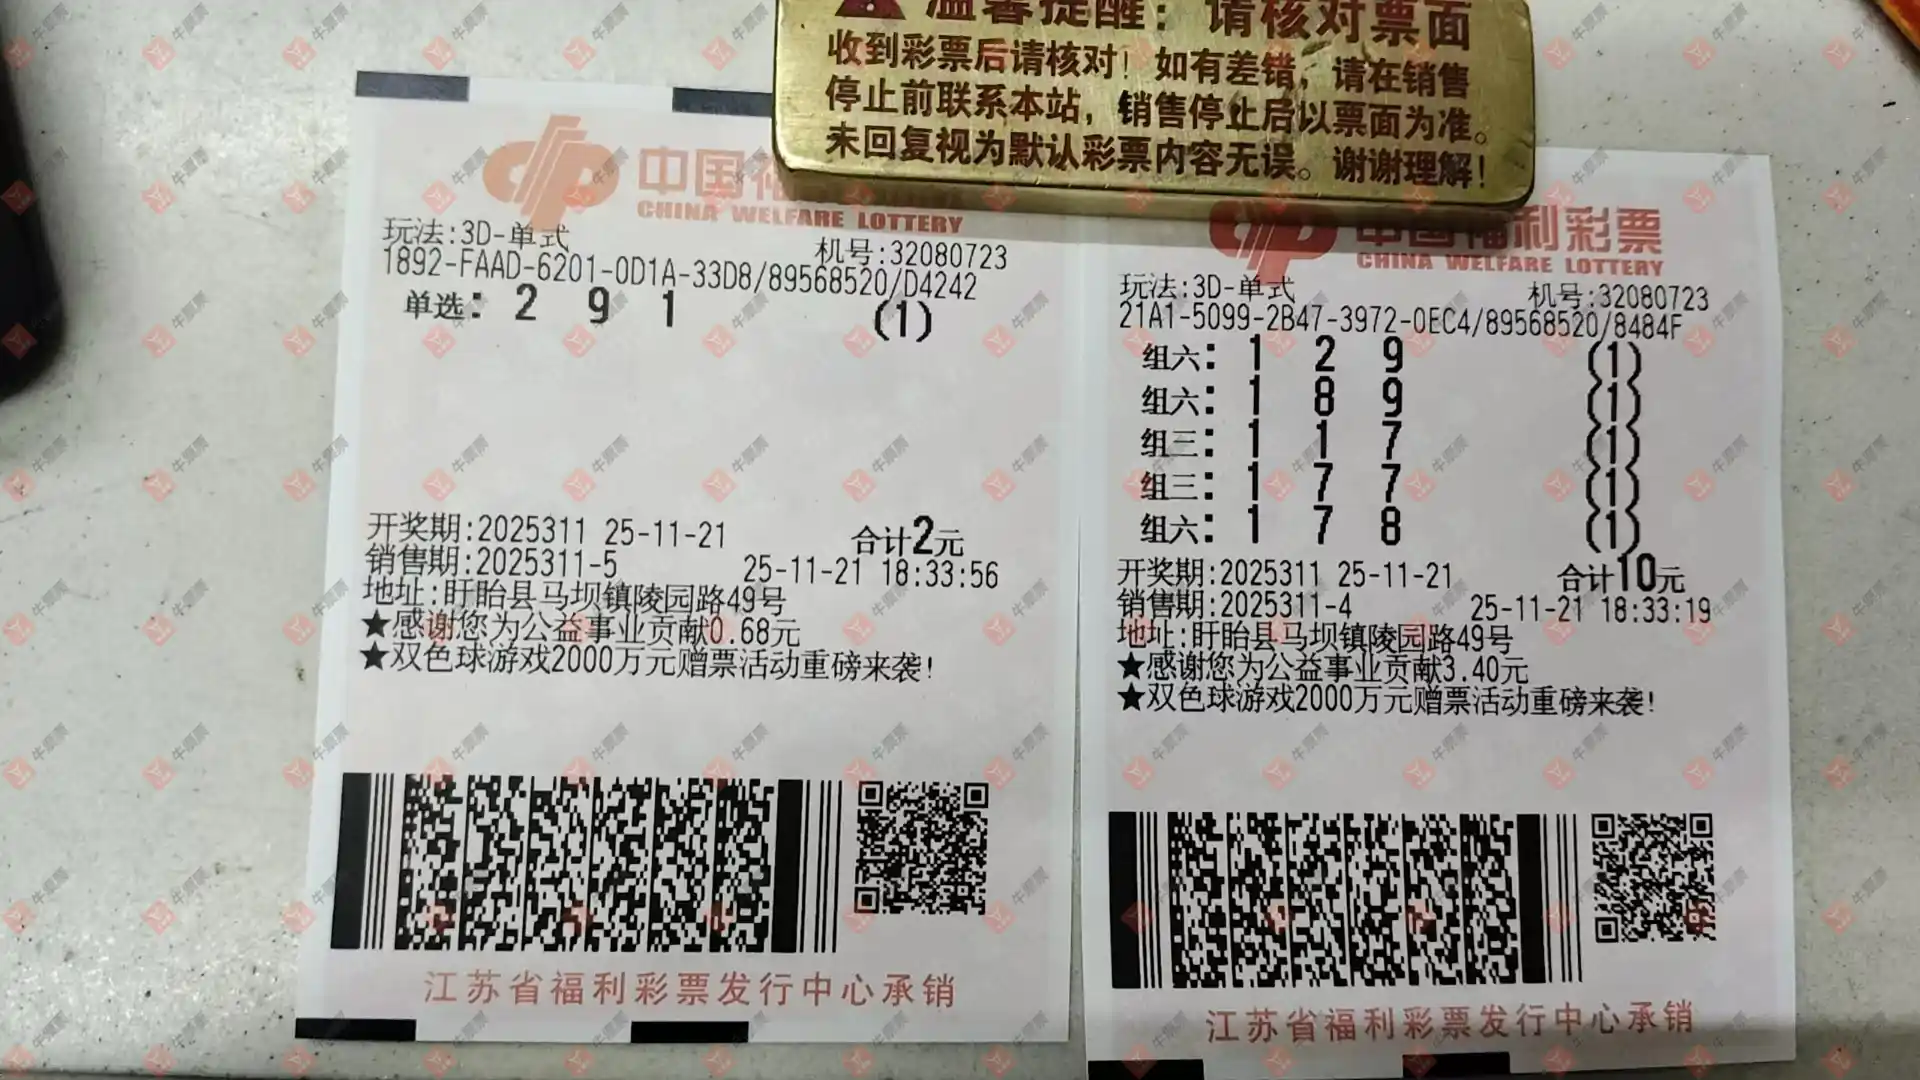 温馨提醒：请核对票面
收到彩票后请核对！如有差错，请在销售
停止前联系本站，销售停止后以票面为准。
未回复视为默认彩票内容无误。谢谢理解！
中国福
CHINA WELFARE LOTTERY
玩法:3D-单式
机号:32080723
1892-FAAD-6201-0D1A-33D8/89568520/D4242
单选: 2 9 1 (1)
开奖期:2025311 25-11-21 合计2元
销售期:2025311-5 25-11-21 18:33:56
地址:盱眙县马坝镇陵园路49号
★感谢您为公益事业贡献0.68元
★双色球游戏2000万元赠票活动重磅来袭!
江苏省福利彩票发行中心承销
中国福利彩票
CHINA WELFARE LOTTERY
玩法:3D-单式
机号:32080723
21A1-5099-2B47-3972-0EC4/89568520/8484F
组六: 1 2 9 (1)
组六: 1 8 9 (1)
组三: 1 1 7 (1)
组三: 1 7 7 (1)
组六: 1 7 8 (1)
开奖期:2025311 25-11-21 合计10元
销售期:2025311-4 25-11-21 18:33:19
地址:盱眙县马坝镇陵园路49号
★感谢您为公益事业贡献3.40元
★双色球游戏2000万元赠票活动重磅来袭!
江苏省福利彩票发行中心承销